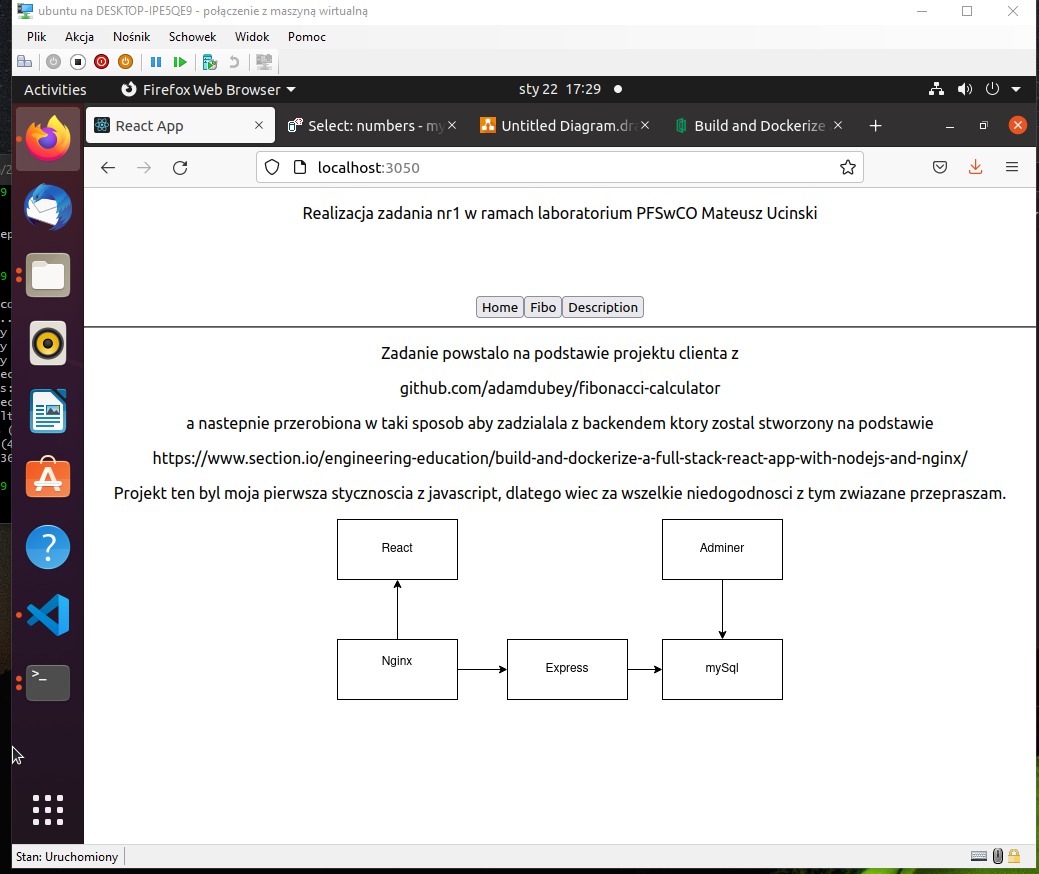 ubuntu na DESKTOP-IPE5QE9 - połączenie z maszyną wirtualną
Plik Akcja Nośnik Schowek Widok Pomoc
Activities Firefox Web Browser sty 22 17:29
React App Select: numbers - my Untitled Diagram.dr Build and Dockerize
localhost:3050
Realizacja zadania nr1 w ramach laboratorium PFSwCO Mateusz Ucinski
Home Fibo Description
Zadanie powstalo na podstawie projektu clienta z
github.com/adamdubey/fibonacci-calculator
a nastepnie przerobiona w taki sposob aby zadzialala z backendem ktory zostal stworzony na podstawie
https://www.section.io/engineering-education/build-and-dockerize-a-full-stack-react-app-with-nodejs-and-nginx/
Projekt ten byl moja pierwsza stycznoscia z javascript, dlatego wiec za wszelkie niedogodnosci z tym zwiazane przepraszam.
React Adminer
Nginx Express mySql
Stan: Uruchomiony